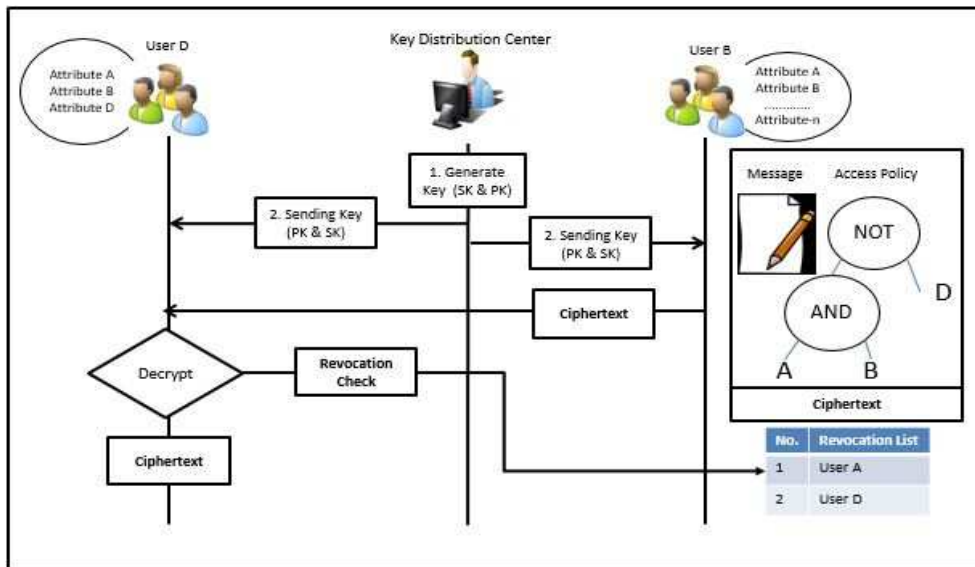 User D
Key Distribution Center
User B
Attribute A
Attribute B
Attribute D
Attribute A
Attribute B
..............
Attribute-n
1. Generate
Key (SK & PK)
2. Sending Key
(PK & SK)
2. Sending Key
(PK & SK)
Message
Access Policy
NOT
D
AND
A
B
Ciphertext
Ciphertext
Decrypt
Revocation
Check
Ciphertext
No. Revocation List
1 User A
2 User D